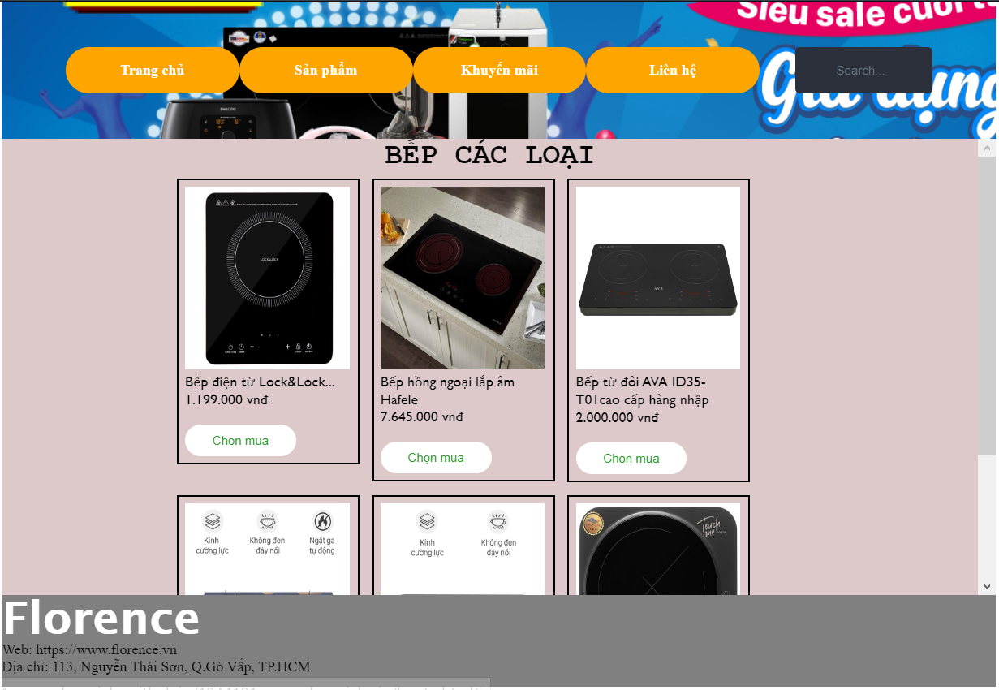 Siêu sale cuối
Trang chủ
Sản phẩm
Khuyến mãi
Liên hệ
Search...
Gia dụng
PHILIPS
BẾP CÁC LOẠI
LOCK&LOCK
AVA
Bếp điện từ Lock&Lock...
1.199.000 vnđ
Chọn mua
Bếp hồng ngoại lắp âm
Hafele
7.645.000 vnđ
Chọn mua
Bếp từ đôi AVA ID35-
T01cao cấp hàng nhập
2.000.000 vnđ
Chọn mua
Kính
cường lực
Không đen
đáy nồi
Ngắt ga
tự động
Kính
cường lực
Không đen
đáy nồi
Touch
me
Florence
Web: https://www.florence.vn
Địa chỉ: 113, Nguyễn Thái Sơn, Q.Gò Vấp, TP.HCM